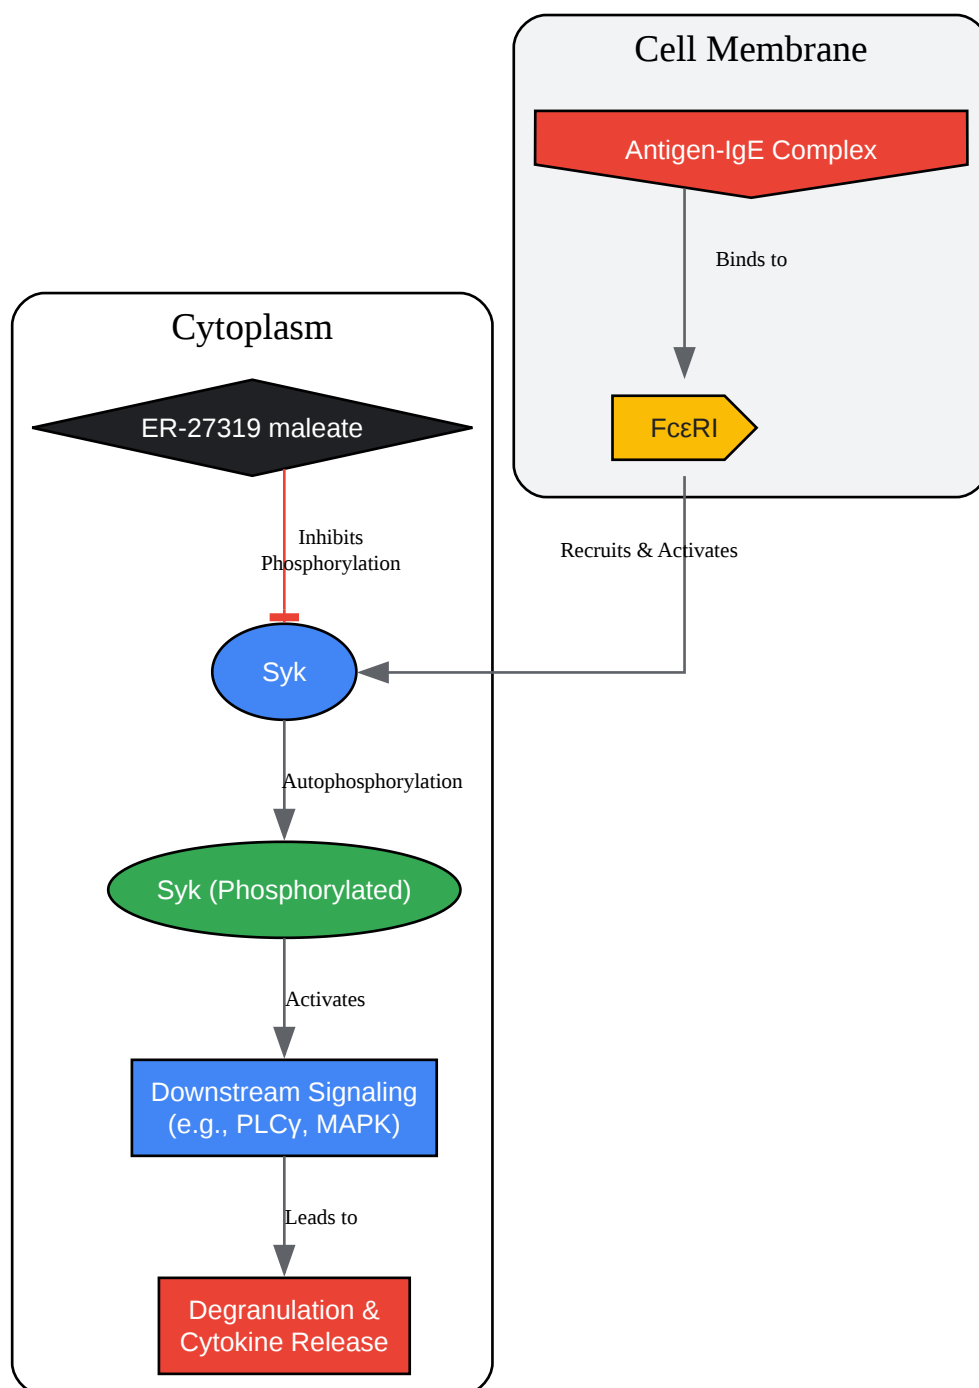 Cell Membrane
Antigen-IgE Complex
Binds to
FcεRI
Recruits & Activates
Cytoplasm
ER-27319 maleate
Inhibits
Phosphorylation
Syk
Autophosphorylation
Syk (Phosphorylated)
Activates
Downstream Signaling
(e.g., PLCγ, MAPK)
Leads to
Degranulation &
Cytokine Release